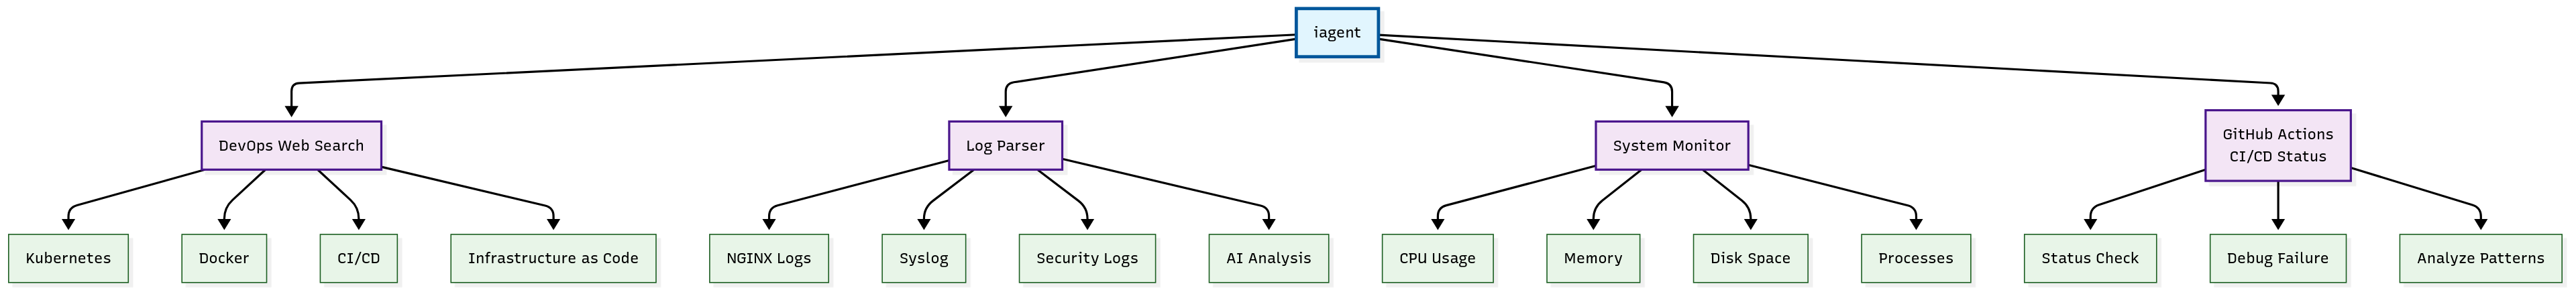 iagent
DevOps Web Search
Log Parser
System Monitor
GitHub Actions
CI/CD Status
Kubernetes
Docker
CI/CD
Infrastructure as Code
NGINX Logs
Syslog
Security Logs
AI Analysis
CPU Usage
Memory
Disk Space
Processes
Status Check
Debug Failure
Analyze Patterns